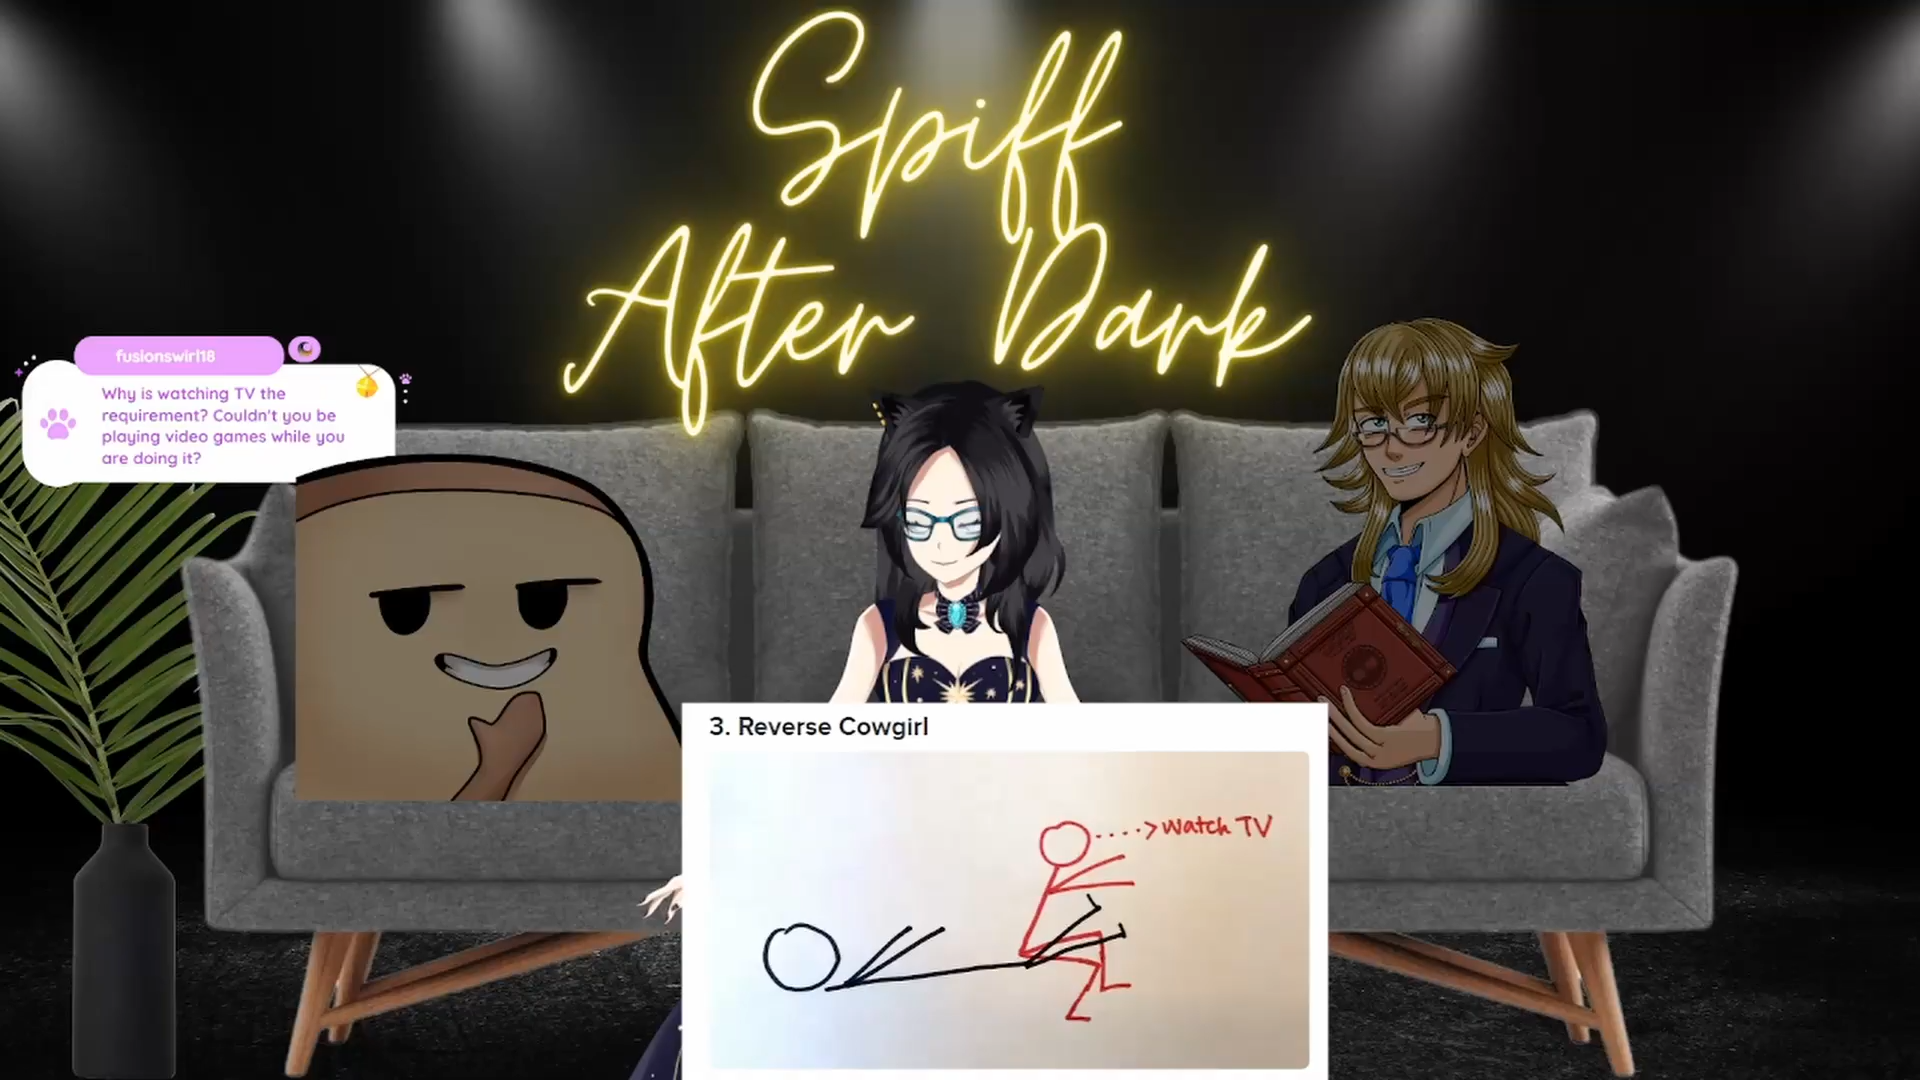 Spiff
After Dark
fusionswirl18
Why is watching TV the
requirement? Couldn't you be
playing video games while you
are doing it?
3. Reverse Cowgirl
....> Watch TV